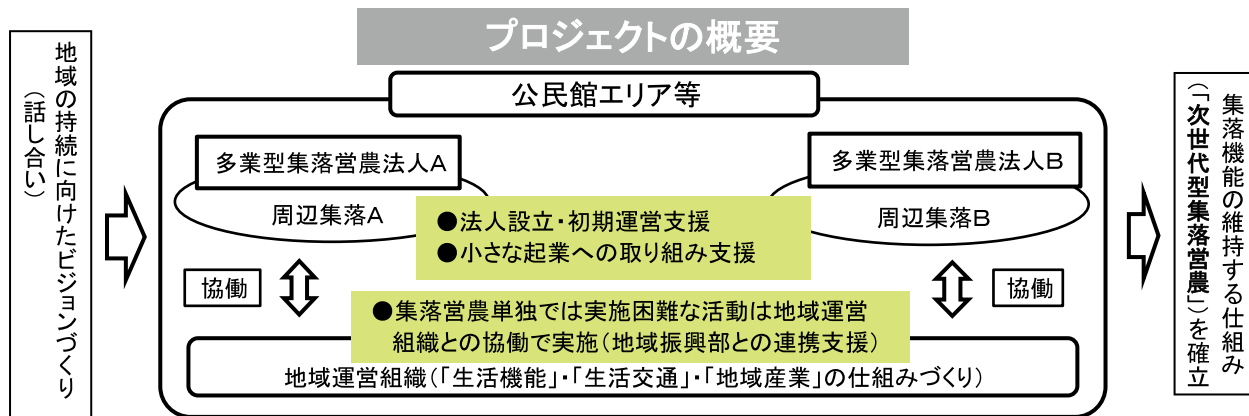 プロジェクトの概要
地域の持続に向けたビジョンづくり
（話し合い）
公民館エリア等
多業型集落営農法人Ａ
周辺集落Ａ
多業型集落営農法人Ｂ
周辺集落Ｂ
●法人設立・初期運営支援
●小さな起業への取り組み支援
協働
協働
●集落営農単独では実施困難な活動は地域運営
組織との協働で実施（地域振興部との連携支援）
地域運営組織（「生活機能」・「生活交通」・「地域産業」の仕組みづくり）
集落機能の維持する仕組み
（「次世代型集落営農」）を確立